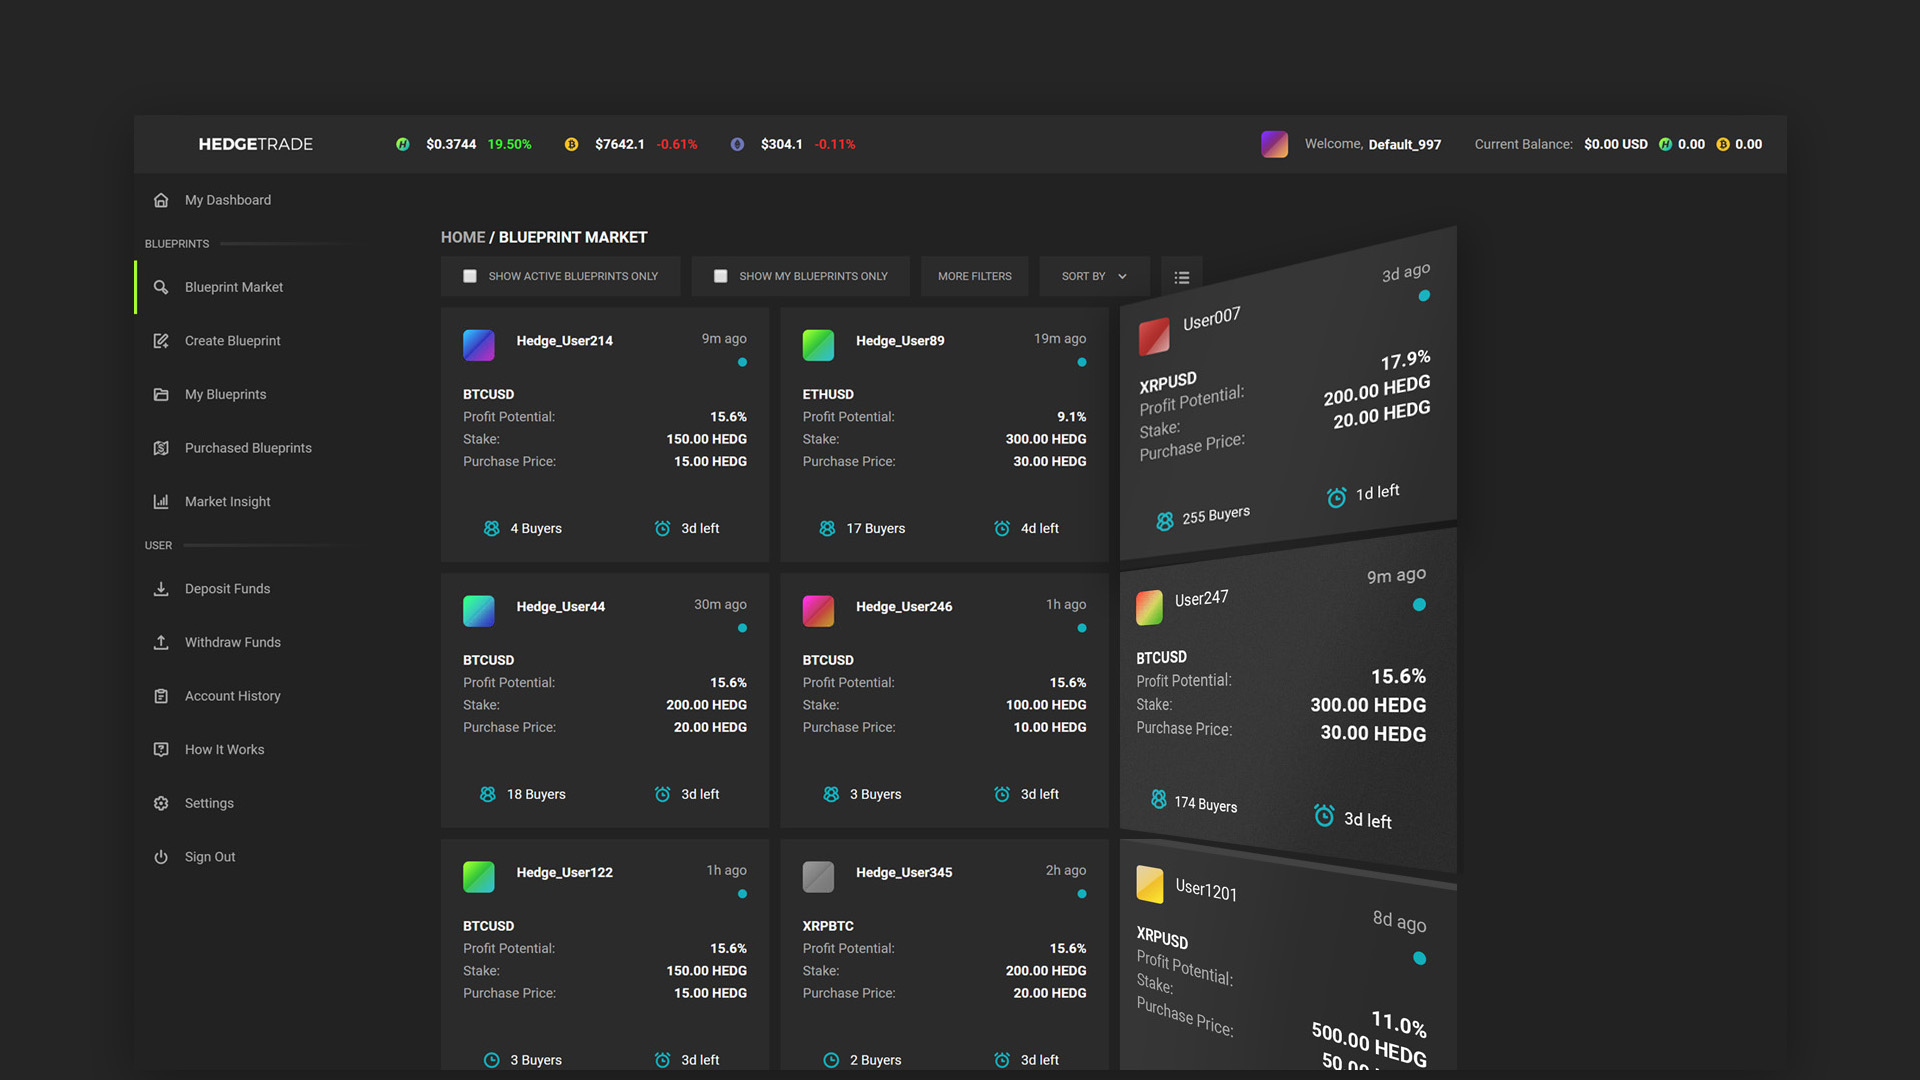 HEDGETRADE $0.3744 19.50% $7642.1 -0.61% $304.1 -0.11% Welcome, Default_997 Current Balance: $0.00 USD 0.00 0.00
My Dashboard
BLUEPRINTS
Blueprint Market
Create Blueprint
My Blueprints
Purchased Blueprints
Market Insight
USER
Deposit Funds
Withdraw Funds
Account History
How It Works
Settings
Sign Out
HOME / BLUEPRINT MARKET
SHOW ACTIVE BLUEPRINTS ONLY SHOW MY BLUEPRINTS ONLY MORE FILTERS SORT BY
Hedge_User214 9m ago
BTCUSD
Profit Potential: 15.6%
Stake: 150.00 HEDG
Purchase Price: 15.00 HEDG
4 Buyers 3d left
Hedge_User89 19m ago
ETHUSD
Profit Potential: 9.1%
Stake: 300.00 HEDG
Purchase Price: 30.00 HEDG
17 Buyers 4d left
User007 3d ago
XRPUSD
Profit Potential: 17.9%
Stake: 200.00 HEDG
Purchase Price: 20.00 HEDG
255 Buyers 1d left
Hedge_User44 30m ago
BTCUSD
Profit Potential: 15.6%
Stake: 200.00 HEDG
Purchase Price: 20.00 HEDG
18 Buyers 3d left
Hedge_User246 1h ago
BTCUSD
Profit Potential: 15.6%
Stake: 100.00 HEDG
Purchase Price: 10.00 HEDG
3 Buyers 3d left
User247 9m ago
BTCUSD
Profit Potential: 15.6%
Stake: 300.00 HEDG
Purchase Price: 30.00 HEDG
174 Buyers 3d left
Hedge_User122 1h ago
BTCUSD
Profit Potential: 15.6%
Stake: 150.00 HEDG
Purchase Price: 15.00 HEDG
3 Buyers 3d left
Hedge_User345 2h ago
XRPBTC
Profit Potential: 15.6%
Stake: 200.00 HEDG
Purchase Price: 20.00 HEDG
2 Buyers 3d left
User1201 8d ago
XRPUSD
Profit Potential: 11.0%
Stake: 500.00 HEDG
Purchase Price: